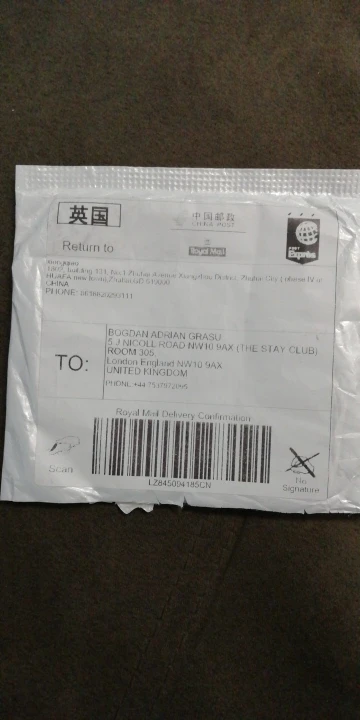 英国
中国邮政
CHINA POST
Return to
Royal Mail
POST
Express
CHINA
PHONE:
TO:
BOGDAN ADRIAN GRASU
5 J NICOLL ROAD NW10 9AX (THE STAY CLUB)
ROOM 305
London England NW10 9AX
UNITED KINGDOM
Royal Mail Delivery Confirmation
Scan
No
Signature
LZ845004185CN